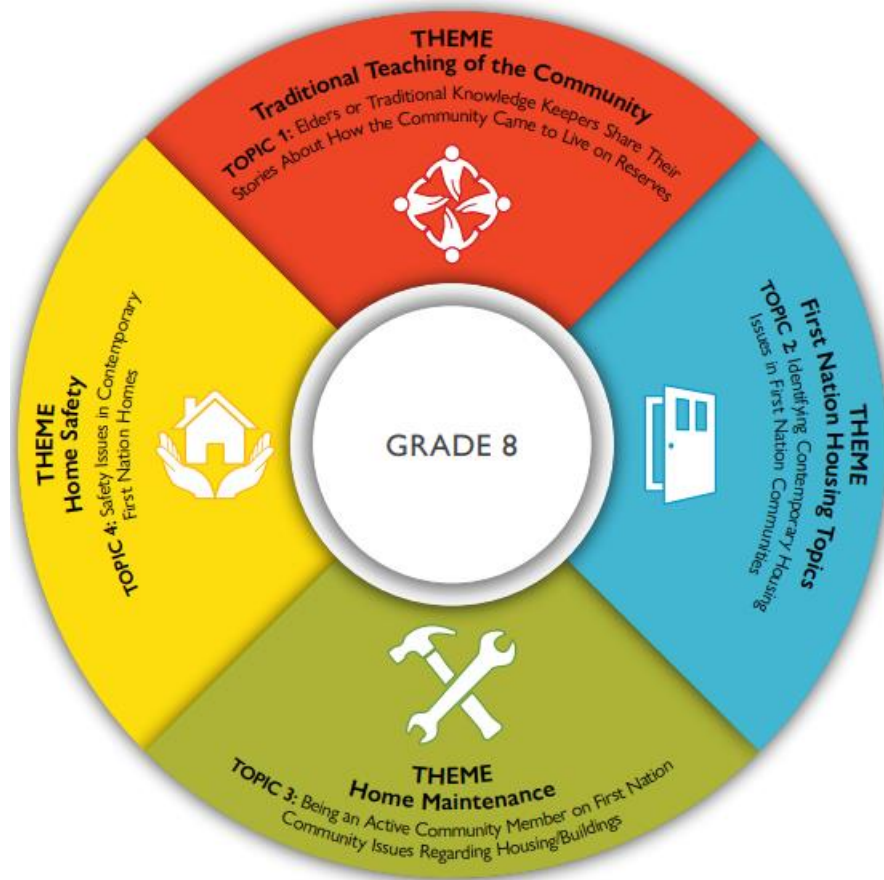 THEME
Traditional Teaching of the Community
TOPIC 1: Elders or Traditional Knowledge Keepers Share Their
Stories About How the Community Came to Live on Reserves
THEME
First Nation Housing Topics
TOPIC 2: Identifying Contemporary Housing
Issues in First Nation Communities
THEME
Home Maintenance
TOPIC 3: Being an Active Community Member on First Nation
Community Issues Regarding Housing/Buildings
THEME
Home Safety
TOPIC 4: Safety Issues in Contemporary
First Nation Homes
GRADE 8